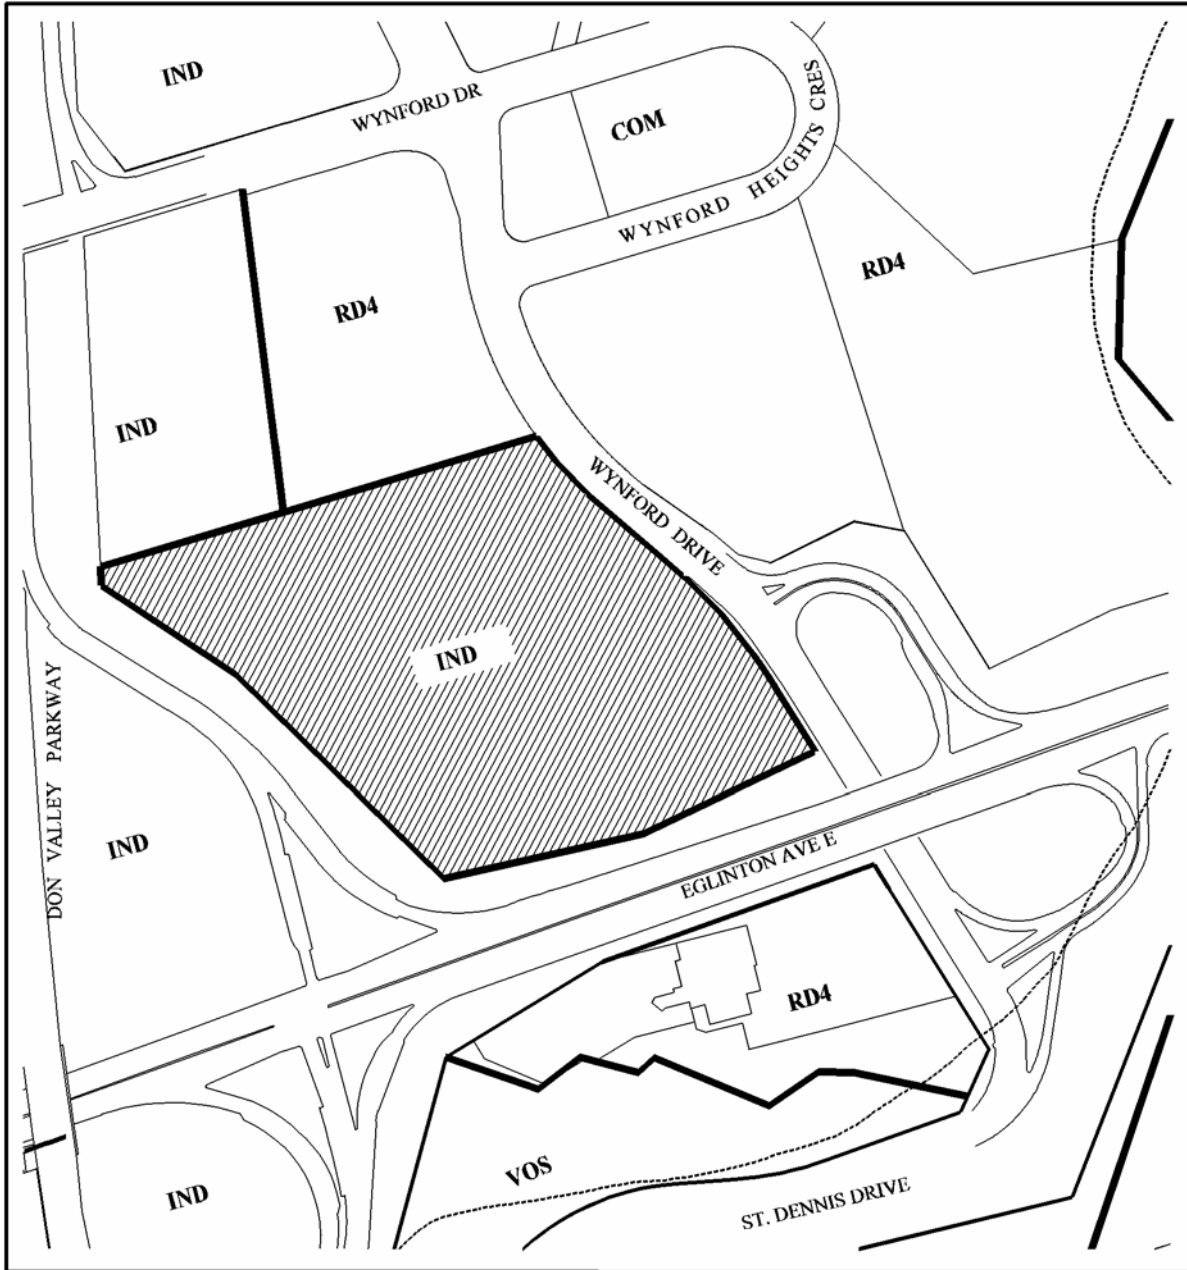 IND
WYNFORD DR
COM
WYNFORD HEIGHTS CRES
RD4
RD4
IND
WYNFORD DRIVE
IND
DON VALLEY PARKWAY
IND
EGLINTON AVE E
RD4
VOS
IND
ST. DENNIS DRIVE